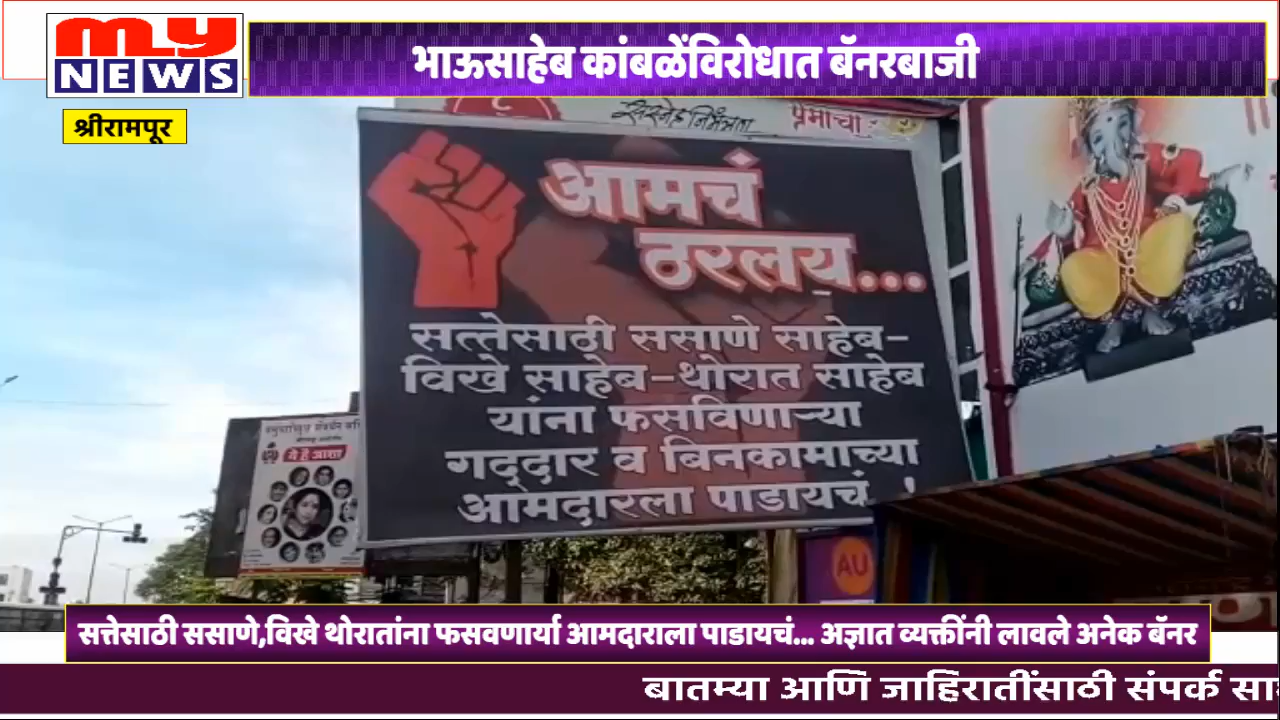 my
NEWS
भाऊसाहेब कांबळेंविरोधात बॅनरबाजी
श्रीरामपूर
प्रेमाचा
आमचं
ठरलय...
सत्तेसाठी ससाणे साहेब-
विखे साहेब-थोरात साहेब
यांना फसविणाऱ्या
गद्दार व बिनकामाच्या
आमदारला पाडायचं !
ये है आशा
AU
सत्तेसाठी ससाणे,विखे थोरातांना फसवणार्या आमदाराला पाडायचं... अज्ञात व्यक्तींनी लावले अनेक बॅनर
बातम्या आणि जाहिरातींसाठी संपर्क